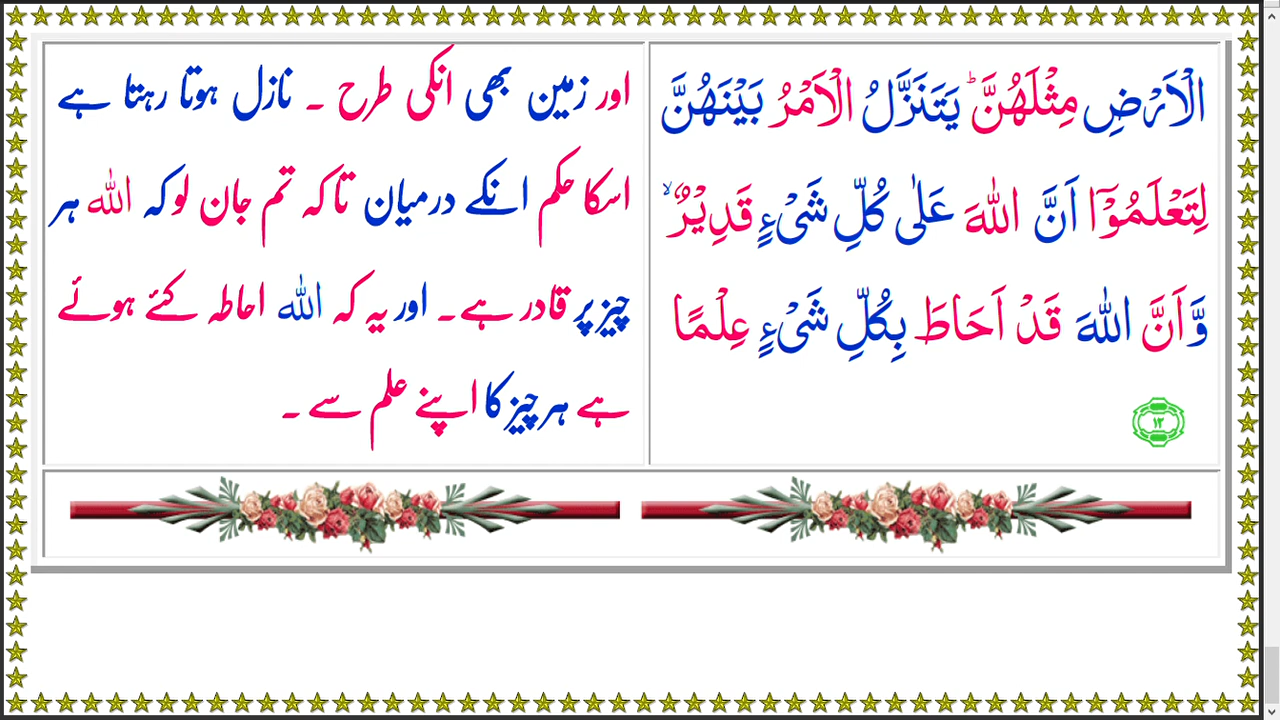 الْاَرْضِ مِثْلَهُنَّ ؕ یَتَنَزَّلُ الْاَمْرُ بَیْنَهُنَّ
لِتَعْلَمُوْۤا اَنَّ اللّٰهَ عَلٰی كُلِّ شَیْءٍ قَدِیْرٌ ۙ
وَّ اَنَّ اللّٰهَ قَدْ اَحَاطَ بِكُلِّ شَیْءٍ عِلْمًا
۱۲
اور زمین بھی انکی طرح ۔ نازل ہوتا رہتا ہے
اسکا حکم انکے درمیان تاکہ تم جان لو کہ اللہ ہر
چیز پر قادر ہے ۔ اور یہ کہ اللہ احاطہ کئے ہوئے
ہے ہر چیز کا اپنے علم سے ۔